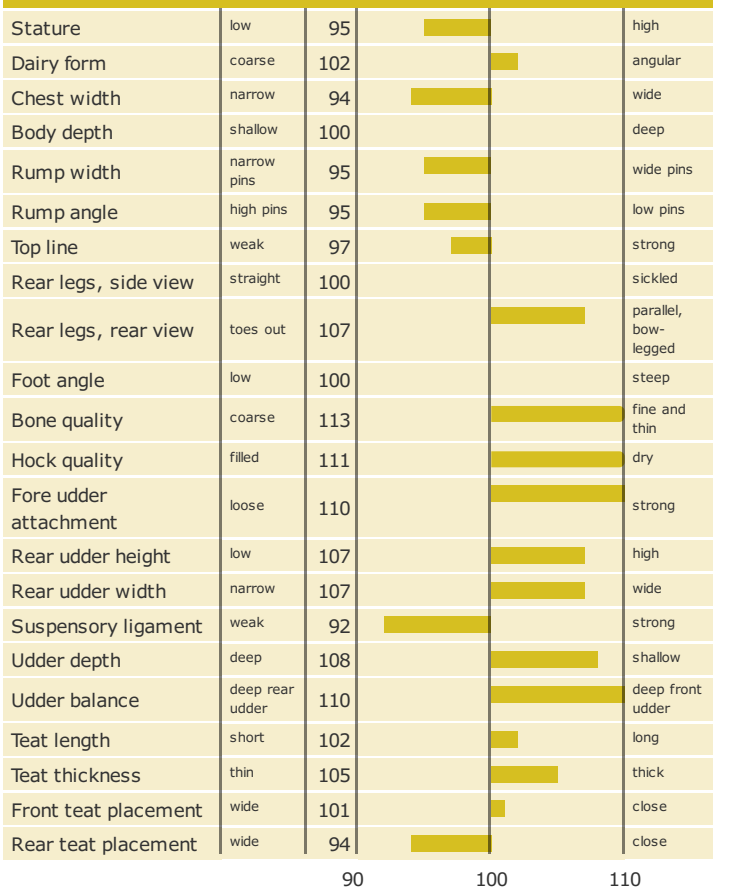 Stature low 95 high
Dairy form coarse 102 angular
Chest width narrow 94 wide
Body depth shallow 100 deep
Rump width narrow pins 95 wide pins
Rump angle high pins 95 low pins
Top line weak 97 strong
Rear legs, side view straight 100 sickled
Rear legs, rear view toes out 107 parallel, bow-legged
Foot angle low 100 steep
Bone quality coarse 113 fine and thin
Hock quality filled 111 dry
Fore udder attachment loose 110 strong
Rear udder height low 107 high
Rear udder width narrow 107 wide
Suspensory ligament weak 92 strong
Udder depth deep 108 shallow
Udder balance deep rear udder 110 deep front udder
Teat length short 102 long
Teat thickness thin 105 thick
Front teat placement wide 101 close
Rear teat placement wide 94 close
90 100 110